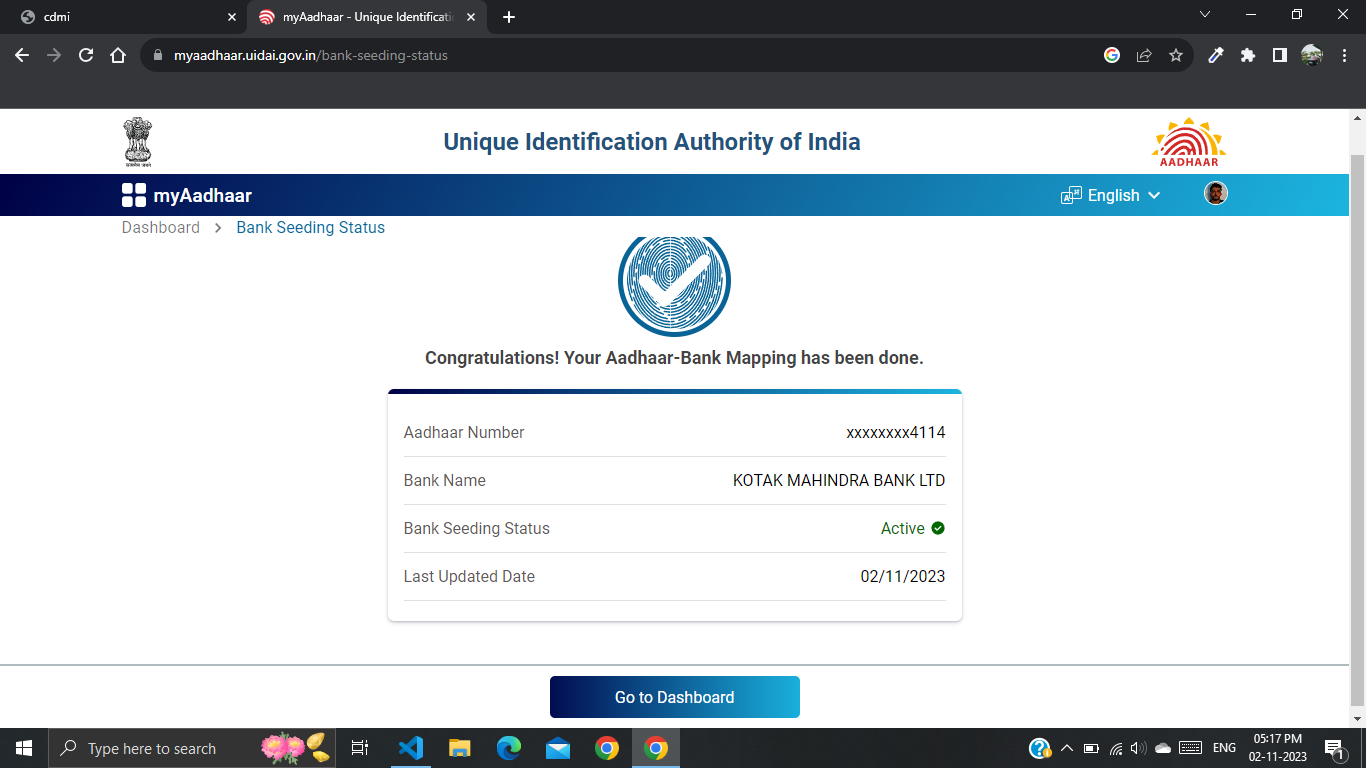 cdmi
myAadhaar - Unique Identificati
myaadhaar.uidai.gov.in/bank-seeding-status
Unique Identification Authority of India
AADHAAR
myAadhaar
English
Dashboard > Bank Seeding Status
Congratulations! Your Aadhaar-Bank Mapping has been done.
Aadhaar Number xxxxxxxx4114
Bank Name KOTAK MAHINDRA BANK LTD
Bank Seeding Status Active
Last Updated Date 02/11/2023
Go to Dashboard
Type here to search
ENG
05:17 PM
02-11-2023
1